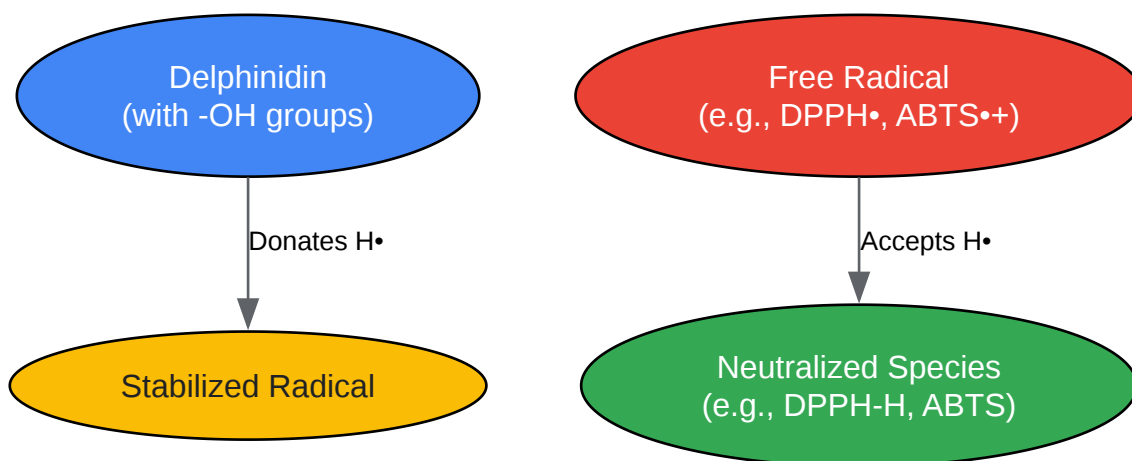 Delphinidin
(with -OH groups)
Free Radical
(e.g., DPPH•, ABTS•+)
Donates H•
Accepts H•
Stabilized Radical
Neutralized Species
(e.g., DPPH-H, ABTS)